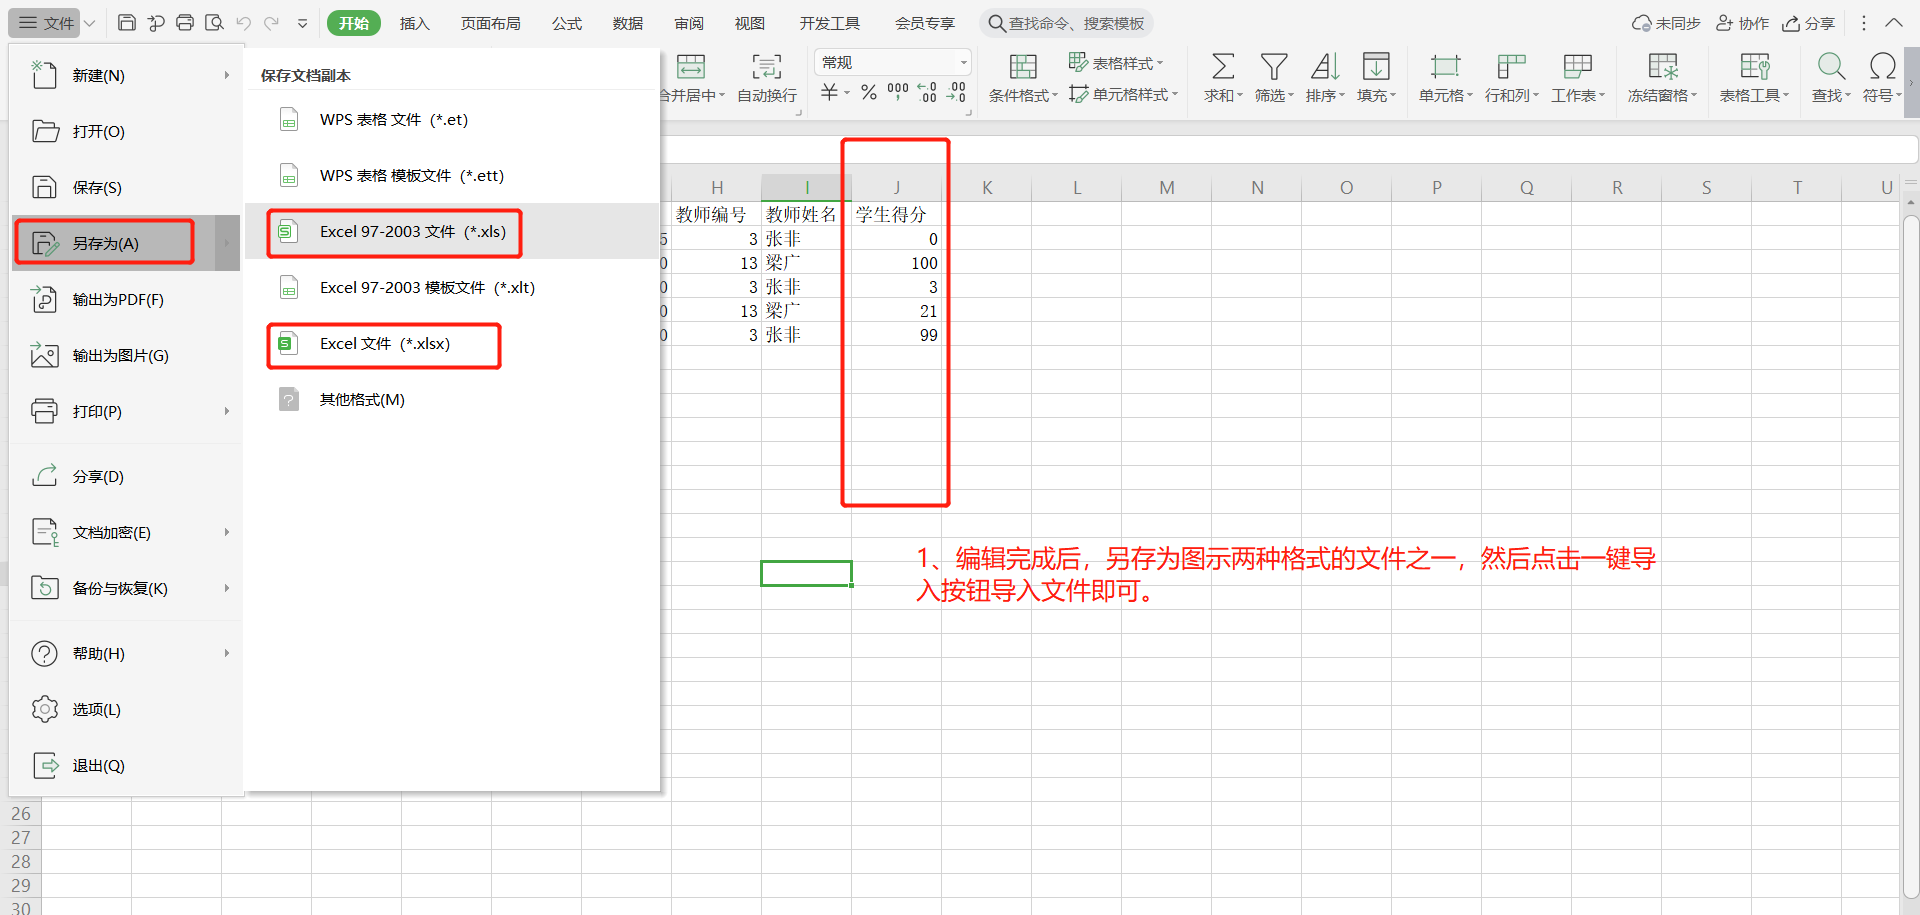 文件
开始 插入 页面布局 公式 数据 审阅 视图 开发工具 会员专享 查找命令、搜索模板 未同步 协作 分享
新建(N)
打开(O)
保存(S)
另存为(A)
输出为PDF(F)
输出为图片(G)
打印(P)
分享(D)
文档加密(E)
备份与恢复(K)
帮助(H)
选项(L)
退出(Q)
保存文档副本
WPS 表格 文件（*.et)
WPS 表格 模板文件（*.ett)
Excel 97-2003 文件（*.xls)
Excel 97-2003 模板文件（*.xlt)
Excel 文件（*.xlsx)
其他格式(M)
常规 表格样式
合并居中 自动换行 ¥ % 000 条件格式 单元格样式 求和 筛选 排序 填充 单元格 行和列 工作表 冻结窗格 表格工具 查找 符号
H I J K L M N O P Q R S T U
教师编号 教师姓名 学生得分
5 3 张非 0
0 13 梁广 100
0 3 张非 3
0 13 梁广 21
0 3 张非 99
1、编辑完成后，另存为图示两种格式的文件之一，然后点击一键导
入按钮导入文件即可。
26
27
28
29
30